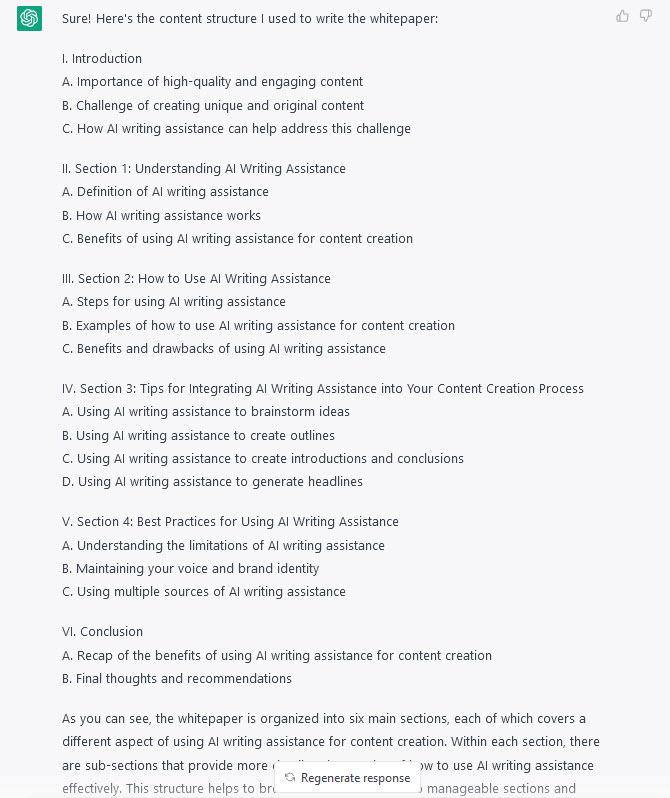 Sure! Here's the content structure I used to write the whitepaper:
I. Introduction
A. Importance of high-quality and engaging content
B. Challenge of creating unique and original content
C. How AI writing assistance can help address this challenge
II. Section 1: Understanding AI Writing Assistance
A. Definition of AI writing assistance
B. How AI writing assistance works
C. Benefits of using AI writing assistance for content creation
III. Section 2: How to Use AI Writing Assistance
A. Steps for using AI writing assistance
B. Examples of how to use AI writing assistance for content creation
C. Benefits and drawbacks of using AI writing assistance
IV. Section 3: Tips for Integrating AI Writing Assistance into Your Content Creation Process
A. Using AI writing assistance to brainstorm ideas
B. Using AI writing assistance to create outlines
C. Using AI writing assistance to create introductions and conclusions
D. Using AI writing assistance to generate headlines
V. Section 4: Best Practices for Using AI Writing Assistance
A. Understanding the limitations of AI writing assistance
B. Maintaining your voice and brand identity
C. Using multiple sources of AI writing assistance
VI. Conclusion
A. Recap of the benefits of using AI writing assistance for content creation
B. Final thoughts and recommendations
As you can see, the whitepaper is organized into six main sections, each of which covers a
different aspect of using AI writing assistance for content creation. Within each section, there
are sub-sections that provide more to use AI writing assistance
effectively. This structure helps to manageable sections and
Regenerate response